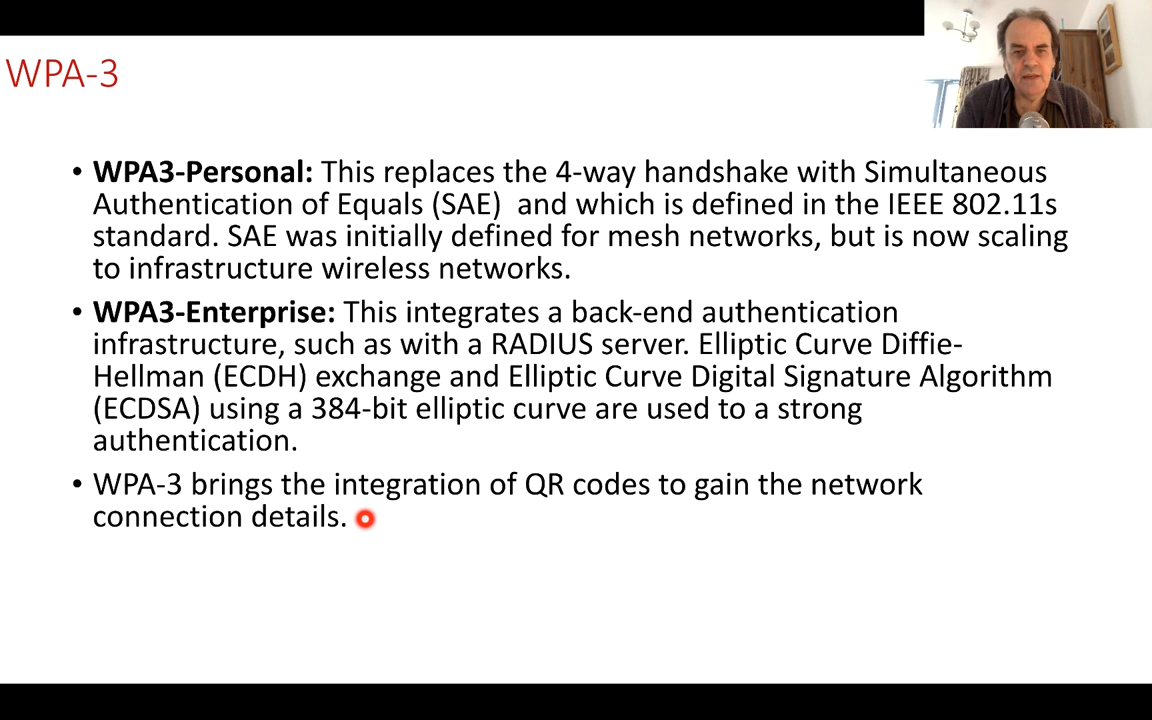 WPA-3
• WPA3-Personal: This replaces the 4-way handshake with Simultaneous
Authentication of Equals (SAE)  and which is defined in the IEEE 802.11s
standard. SAE was initially defined for mesh networks, but is now scaling
to infrastructure wireless networks.
• WPA3-Enterprise: This integrates a back-end authentication
infrastructure, such as with a RADIUS server. Elliptic Curve Diffie-
Hellman (ECDH) exchange and Elliptic Curve Digital Signature Algorithm
(ECDSA) using a 384-bit elliptic curve are used to a strong
authentication.
• WPA-3 brings the integration of QR codes to gain the network
connection details.